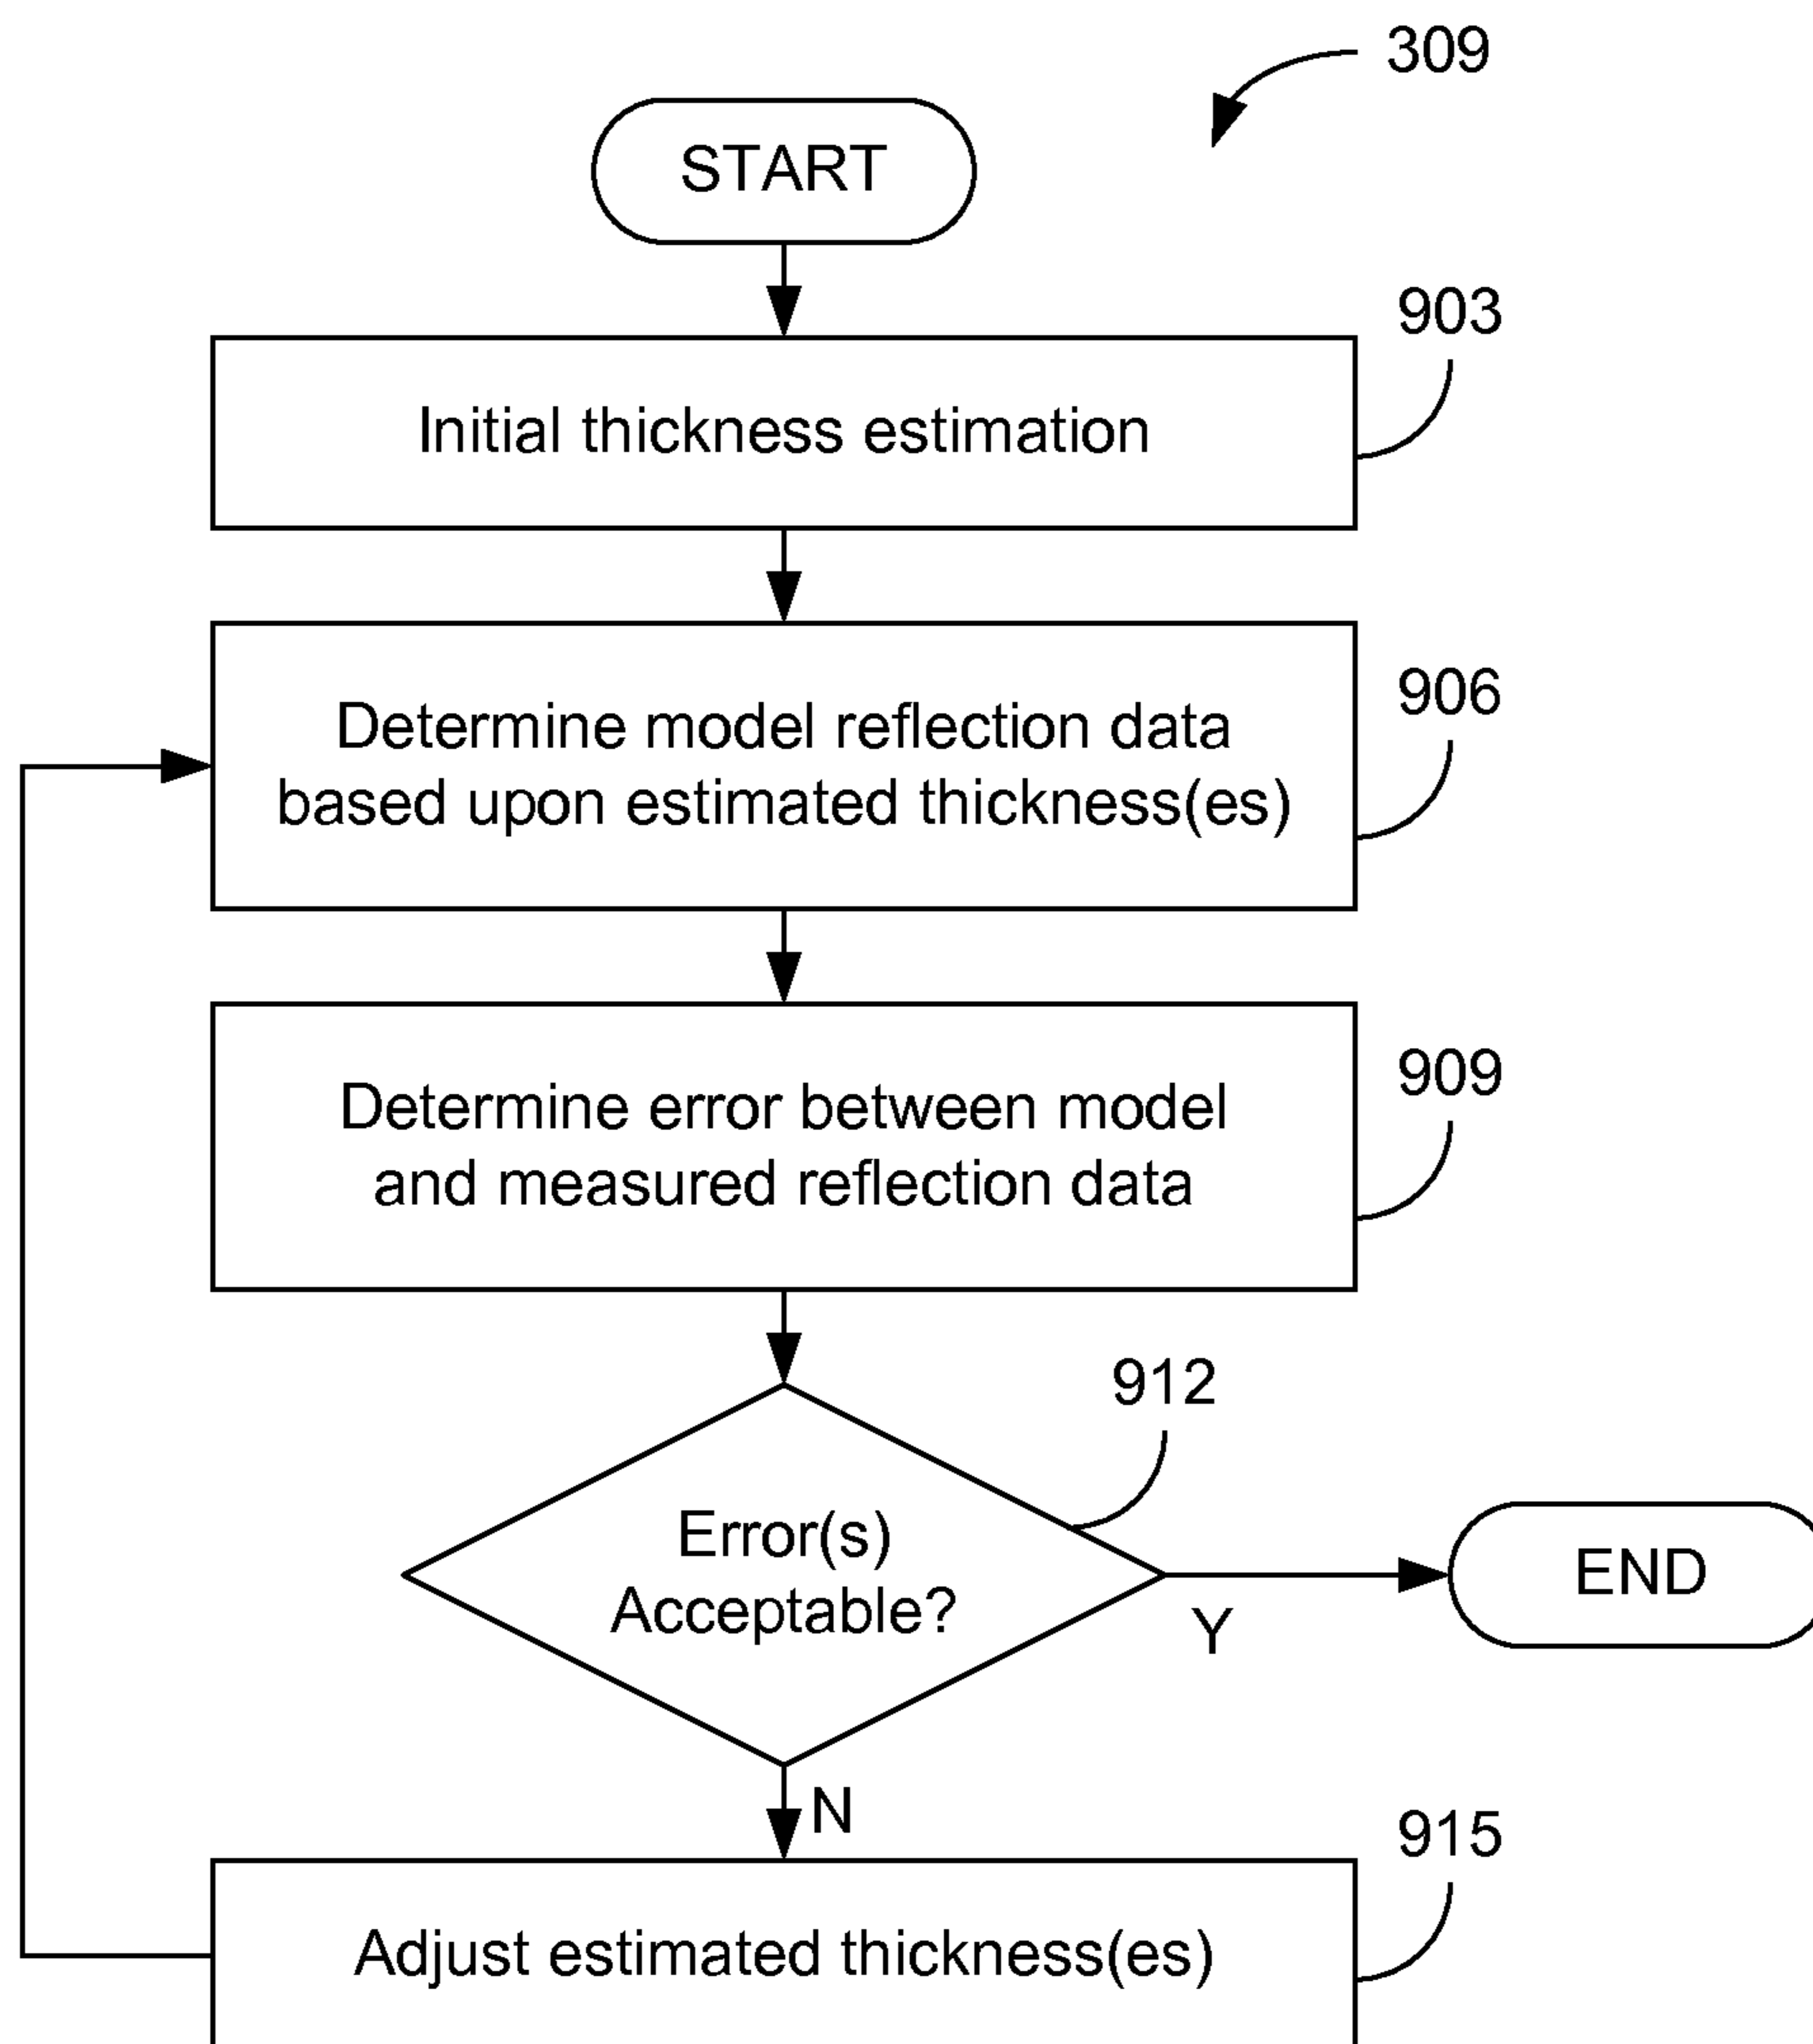 309
START
903
Initial thickness estimation
906
Determine model reflection data
based upon estimated thickness(es)
909
Determine error between model
and measured reflection data
912
Error(s)
Acceptable?
END
Y
N
915
Adjust estimated thickness(es)